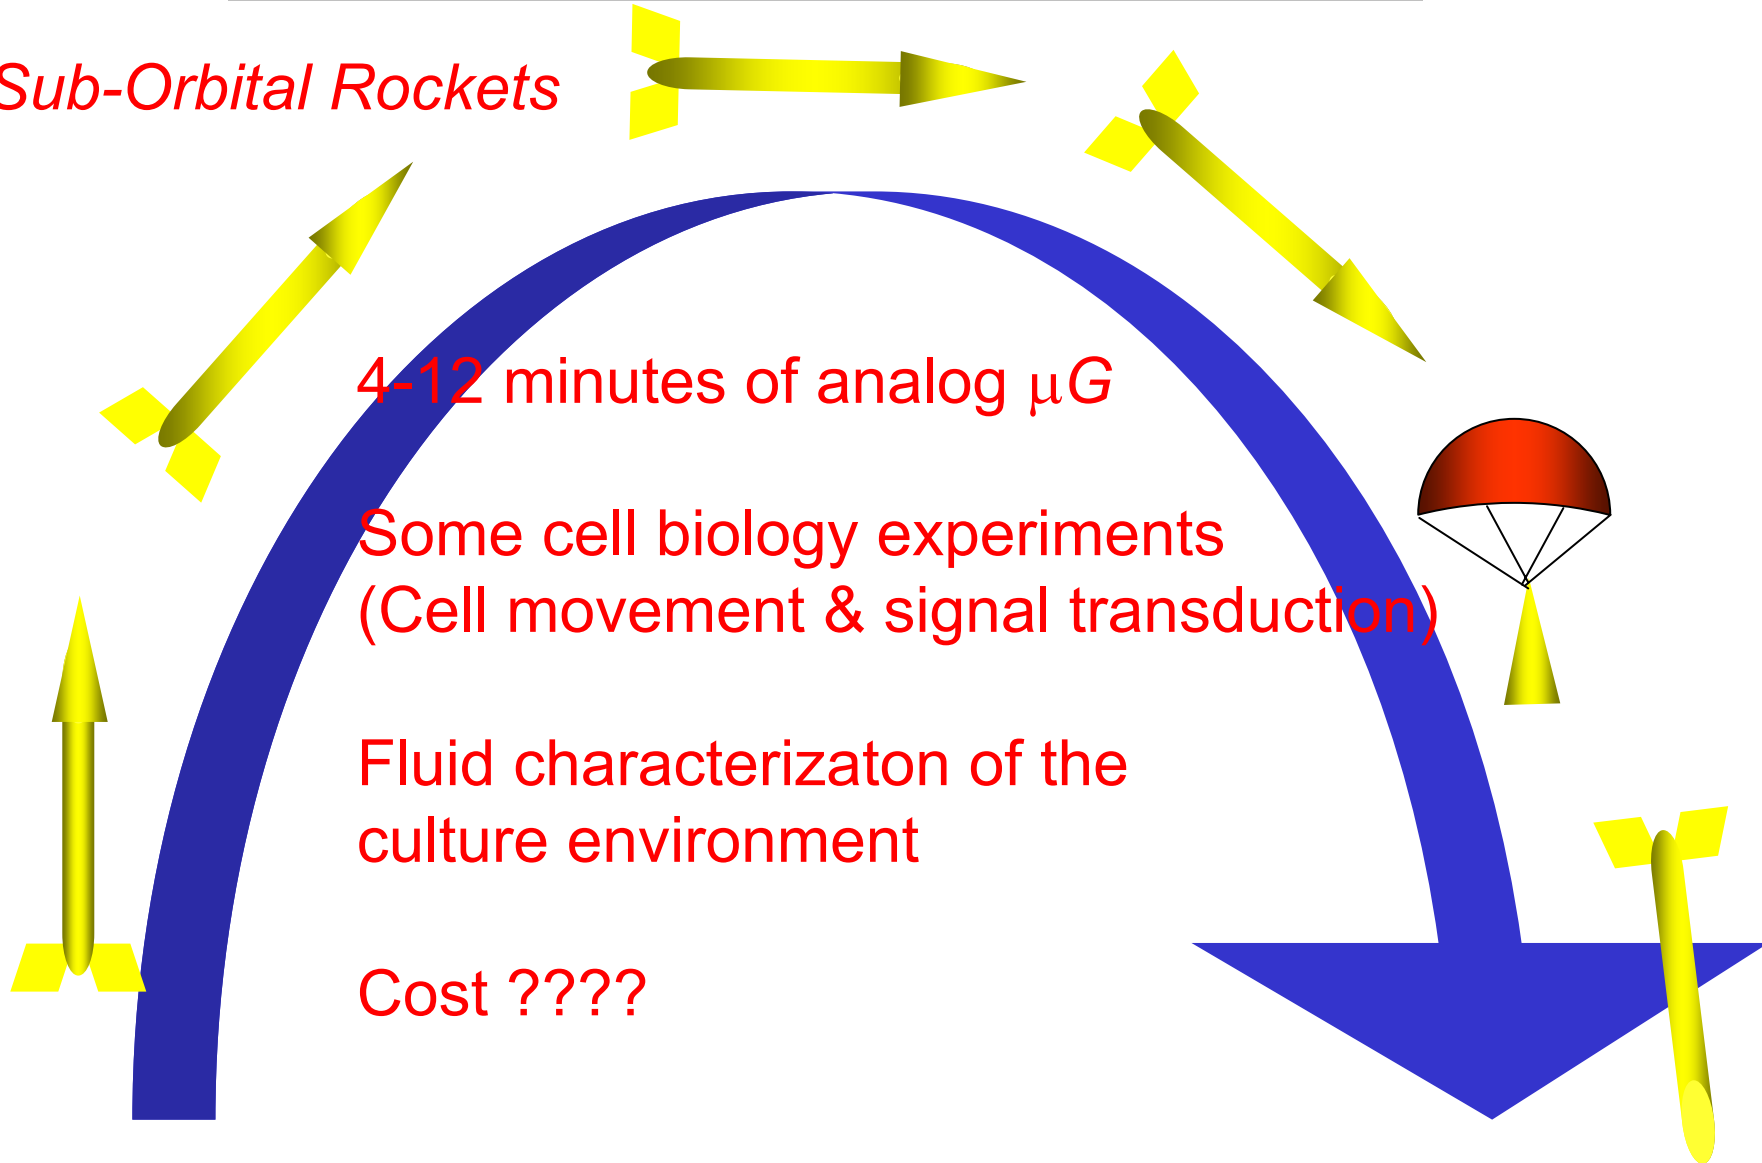 Sub-Orbital Rockets
4-12 minutes of analog μG
Some cell biology experiments
(Cell movement & signal transduction)
Fluid characterizaton of the
culture environment
Cost ????